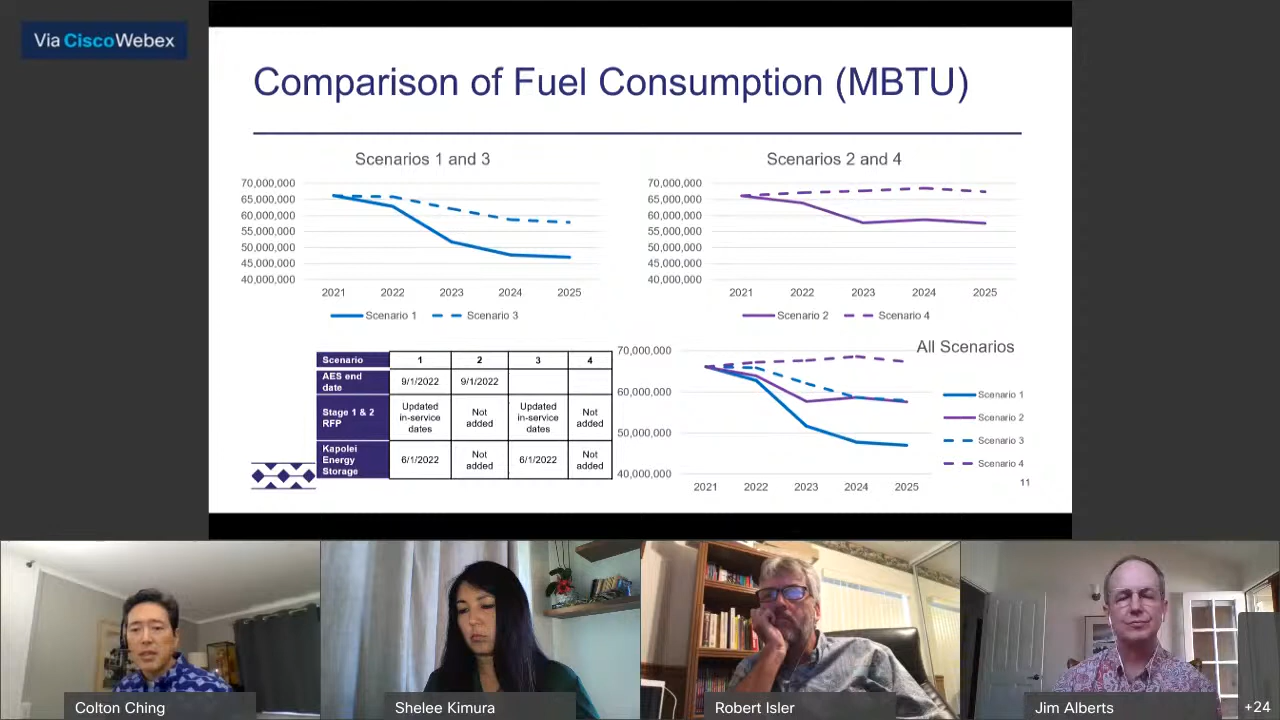 Via Cisco Webex
Comparison of Fuel Consumption (MBTU)
Scenarios 1 and 3
70,000,000
65,000,000
60,000,000
55,000,000
50,000,000
45,000,000
40,000,000
2021 2022 2023 2024 2025
Scenario 1 Scenario 3
Scenarios 2 and 4
70,000,000
65,000,000
60,000,000
55,000,000
50,000,000
45,000,000
40,000,000
2021 2022 2023 2024 2025
Scenario 2 Scenario 4
Scenario 1 2 3 4
AES end
date
9/1/2022 9/1/2022
Stage 1 & 2
RFP
Updated
in-service
dates
Not
added
Updated
in-service
dates
Not
added
Kapolei
Energy
Storage
6/1/2022
Not
added
6/1/2022
Not
added
All Scenarios
70,000,000
60,000,000
50,000,000
40,000,000
2021 2022 2023 2024 2025
Scenario 1
Scenario 2
Scenario 3
Scenario 4
11
Colton Ching
Shelee Kimura
Robert Isler
Jim Alberts
+24